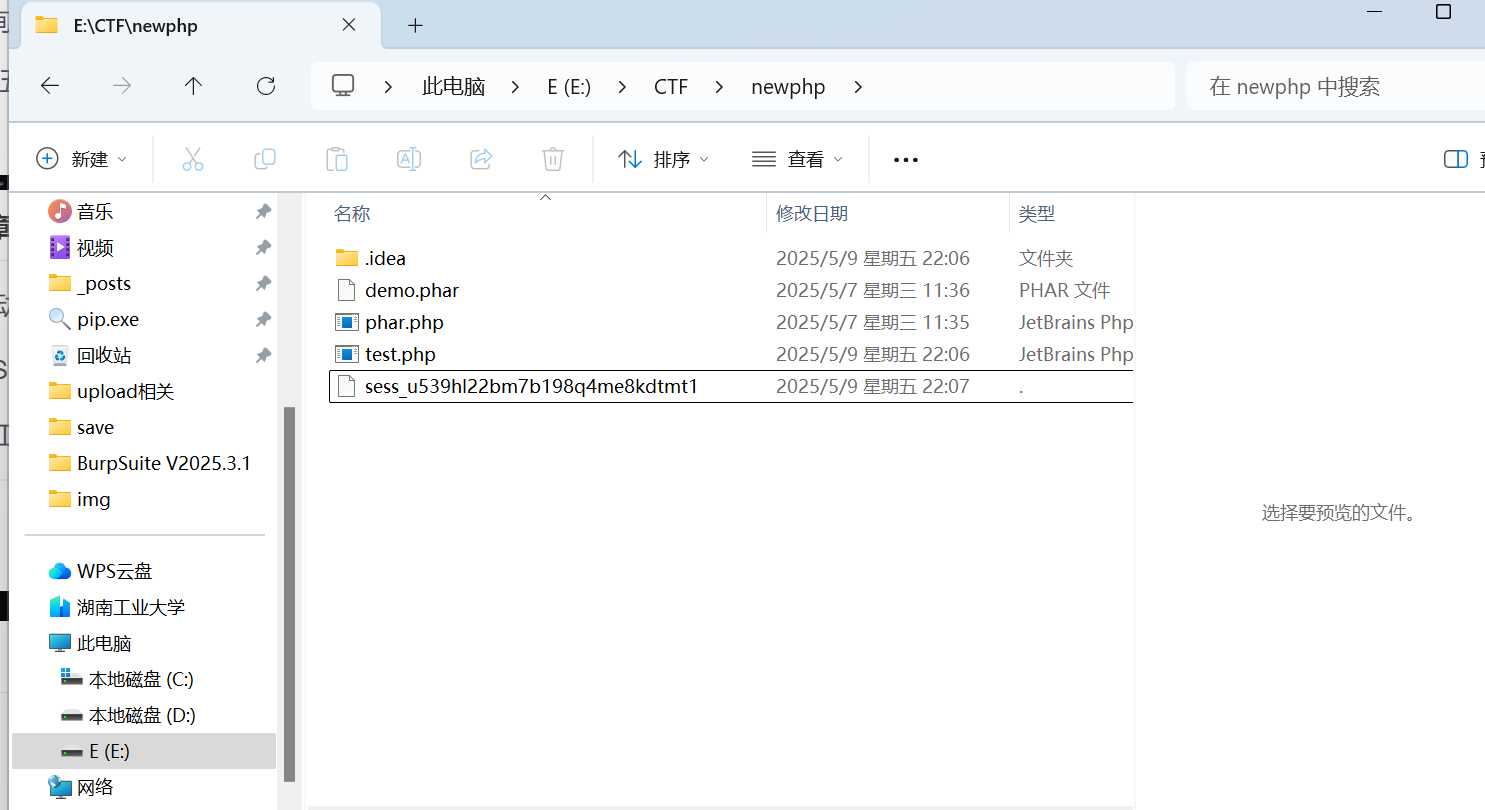 E:\CTF\newphp
此电脑 E (E:) CTF newphp 在 newphp 中搜索
新建 排序 查看
名称 修改日期 类型
音乐
视频
_posts
pip.exe
回收站
upload相关
save
BurpSuite V2025.3.1
img
WPS云盘
湖南工业大学
此电脑
本地磁盘 (C:)
本地磁盘 (D:)
E (E:)
网络
.idea 2025/5/9 星期五 22:06 文件夹
demo.phar 2025/5/7 星期三 11:36 PHAR 文件
phar.php 2025/5/7 星期三 11:35 JetBrains Php
test.php 2025/5/9 星期五 22:06 JetBrains Php
sess_u539hl22bm7b198q4me8kdtmt1 2025/5/9 星期五 22:07 .
选择要预览的文件。